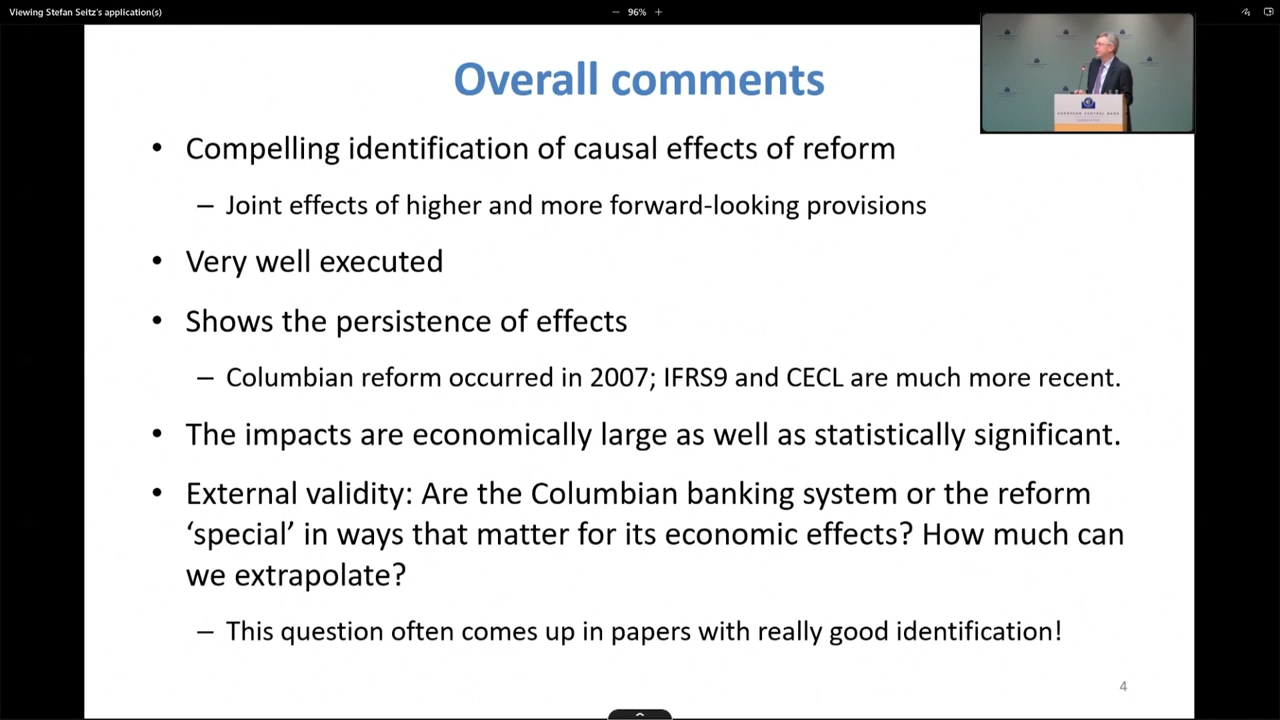 Viewing Stefan Seitz's application(s)
− 96% +
Overall comments
• Compelling identification of causal effects of reform
– Joint effects of higher and more forward-looking provisions
• Very well executed
• Shows the persistence of effects
– Columbian reform occurred in 2007; IFRS9 and CECL are much more recent.
• The impacts are economically large as well as statistically significant.
• External validity: Are the Columbian banking system or the reform
‘special’ in ways that matter for its economic effects? How much can
we extrapolate?
– This question often comes up in papers with really good identification!
4
EUROPEAN CENTRAL BANK